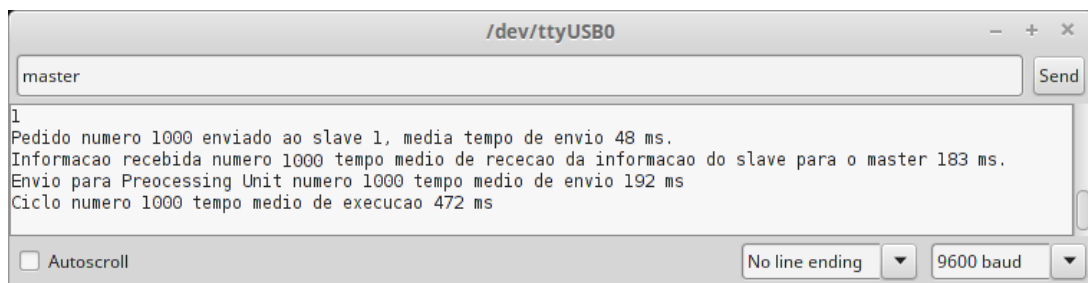 /dev/ttyUSB0
master
Send
1
Pedido numero 1000 enviado ao slave 1, media tempo de envio 48 ms.
Informacao recebida numero 1000 tempo medio de rececao da informacao do slave para o master 183 ms.
Envio para Preocessing Unit numero 1000 tempo medio de envio 192 ms
Ciclo numero 1000 tempo medio de execucao 472 ms
Autoscroll
No line ending
9600 baud